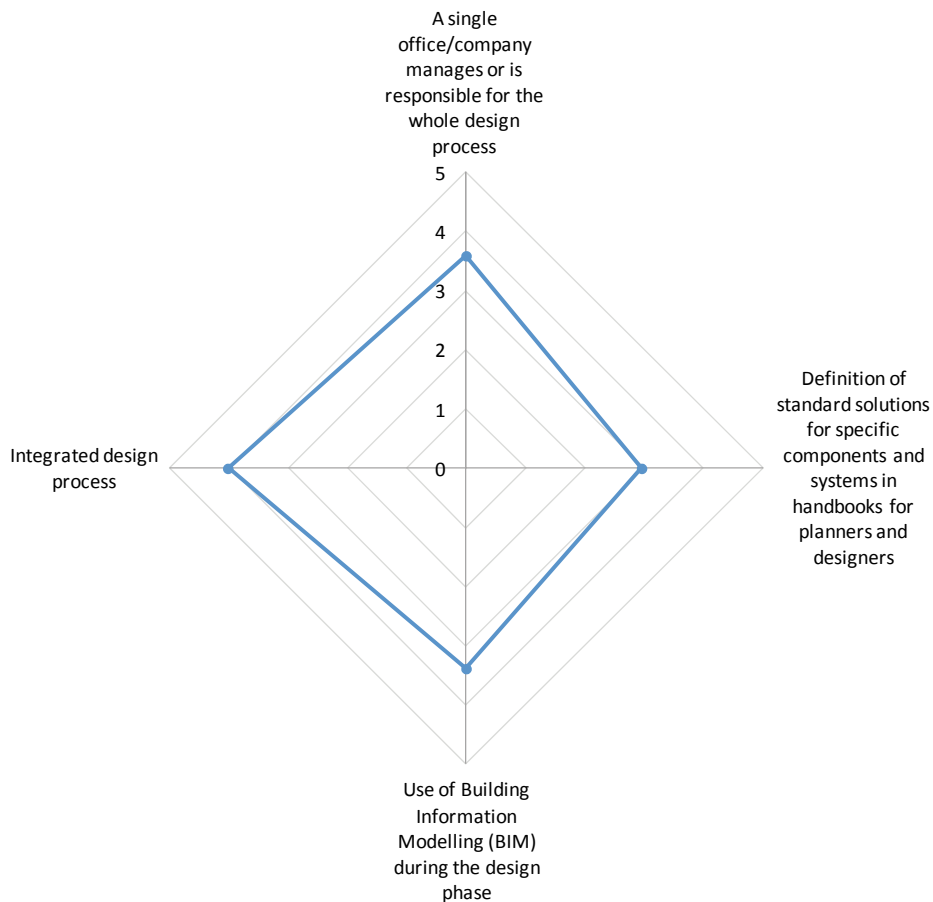 A single
office/company
manages or is
responsible for the
whole design
process
5
4
3
2
1
0
Definition of
standard solutions
for specific
components and
systems in
handbooks for
planners and
designers
Integrated design
process
Use of Building
Information
Modelling (BIM)
during the design
phase